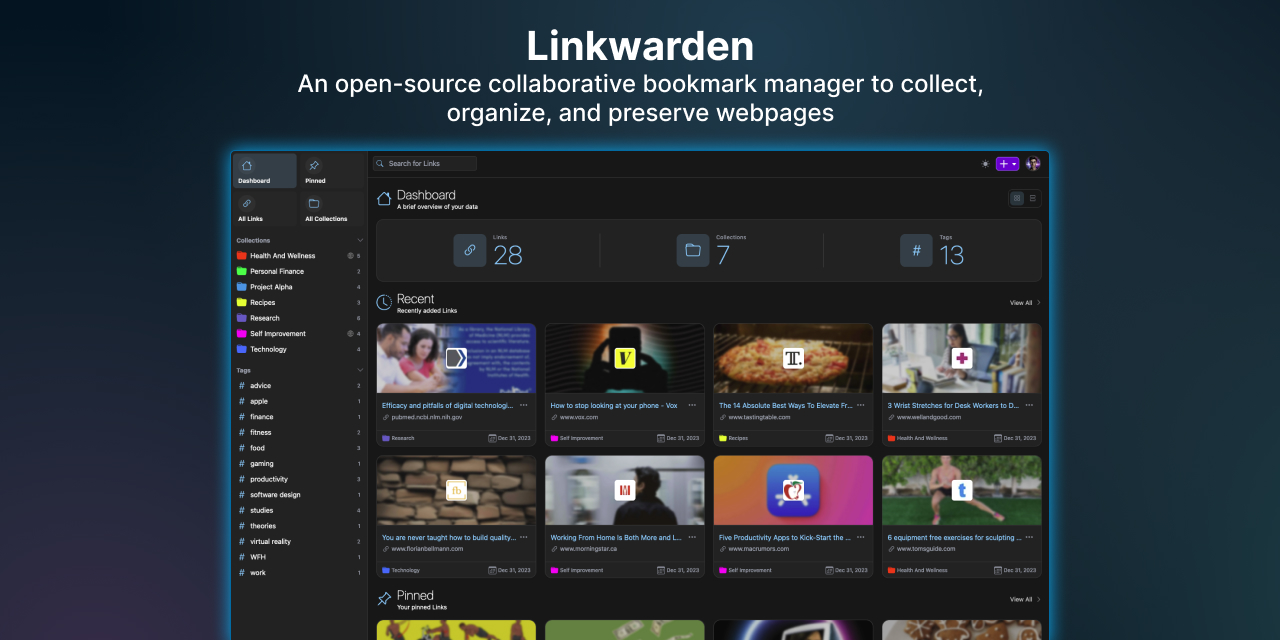 Linkwarden
An open-source collaborative bookmark manager to collect,
organize, and preserve webpages
Dashboard
Pinned
All Links
All Collections
Collections
Health And Wellness 5
Personal Finance 2
Project Alpha 4
Recipes 3
Research 8
Self Improvement 4
Technology 4
Tags
# advice 2
# apple 1
# finance 1
# fitness 2
# food 3
# gaming 1
# productivity 3
# software design 1
# studies 4
# theories 1
# virtual reality 2
# WFH 1
# work 1
Search for Links
Dashboard
A brief overview of your data
Links
28
Collections
7
# Tags
13
Recent
Recently added Links
View All
V
T.
Efficacy and pitfalls of digital technologi... ...
pubmed.ncbi.nlm.nih.gov
Research Dec 31, 2023
How to stop looking at your phone - Vox ...
www.vox.com
Self Improvement Dec 31, 2023
The 14 Absolute Best Ways To Elevate Fr... ...
www.tastingtable.com
Recipes Dec 31, 2023
3 Wrist Stretches for Desk Workers to D... ...
www.wellandgood.com
Health And Wellness Dec 31, 2023
fb
M
t
You are never taught how to build quality... ...
www.florianbellmann.com
Technology Dec 31, 2023
Working From Home Is Both More and L... ...
www.morningstar.ca
Self Improvement Dec 31, 2023
Five Productivity Apps to Kick-Start the ... ...
www.macrumors.com
Self Improvement Dec 31, 2023
6 equipment free exercises for sculpting ... ...
www.tomsguide.com
Health And Wellness Dec 31, 2023
Pinned
Your pinned Links
View All